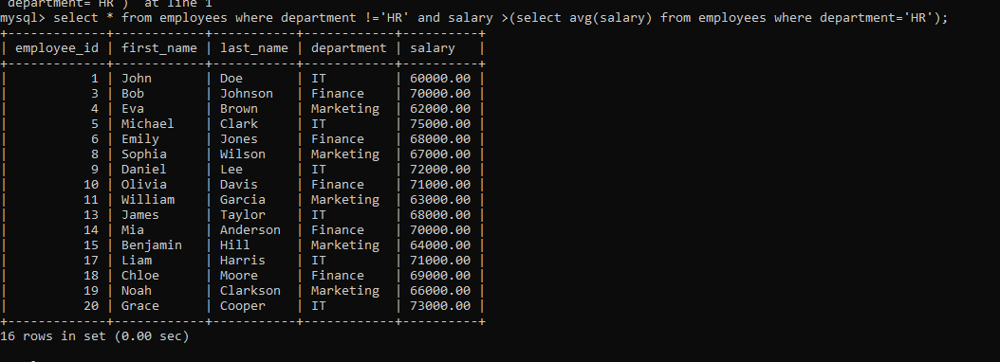 department='HR')' at line 1
mysql> select * from employees where department !='HR' and salary >(select avg(salary) from employees where department='HR');
+-------------+------------+-----------+------------+----------+
| employee_id | first_name | last_name | department | salary   |
+-------------+------------+-----------+------------+----------+
|           1 | John       | Doe       | IT         | 60000.00 |
|           3 | Bob        | Johnson   | Finance    | 70000.00 |
|           4 | Eva        | Brown     | Marketing  | 62000.00 |
|           5 | Michael    | Clark     | IT         | 75000.00 |
|           6 | Emily      | Jones     | Finance    | 68000.00 |
|           8 | Sophia     | Wilson    | Marketing  | 67000.00 |
|           9 | Daniel     | Lee       | IT         | 72000.00 |
|          10 | Olivia     | Davis     | Finance    | 71000.00 |
|          11 | William    | Garcia    | Marketing  | 63000.00 |
|          13 | James      | Taylor    | IT         | 68000.00 |
|          14 | Mia        | Anderson  | Finance    | 70000.00 |
|          15 | Benjamin   | Hill      | Marketing  | 64000.00 |
|          17 | Liam       | Harris    | IT         | 71000.00 |
|          18 | Chloe      | Moore     | Finance    | 69000.00 |
|          19 | Noah       | Clarkson  | Marketing  | 66000.00 |
|          20 | Grace      | Cooper    | IT         | 73000.00 |
+-------------+------------+-----------+------------+----------+
16 rows in set (0.00 sec)